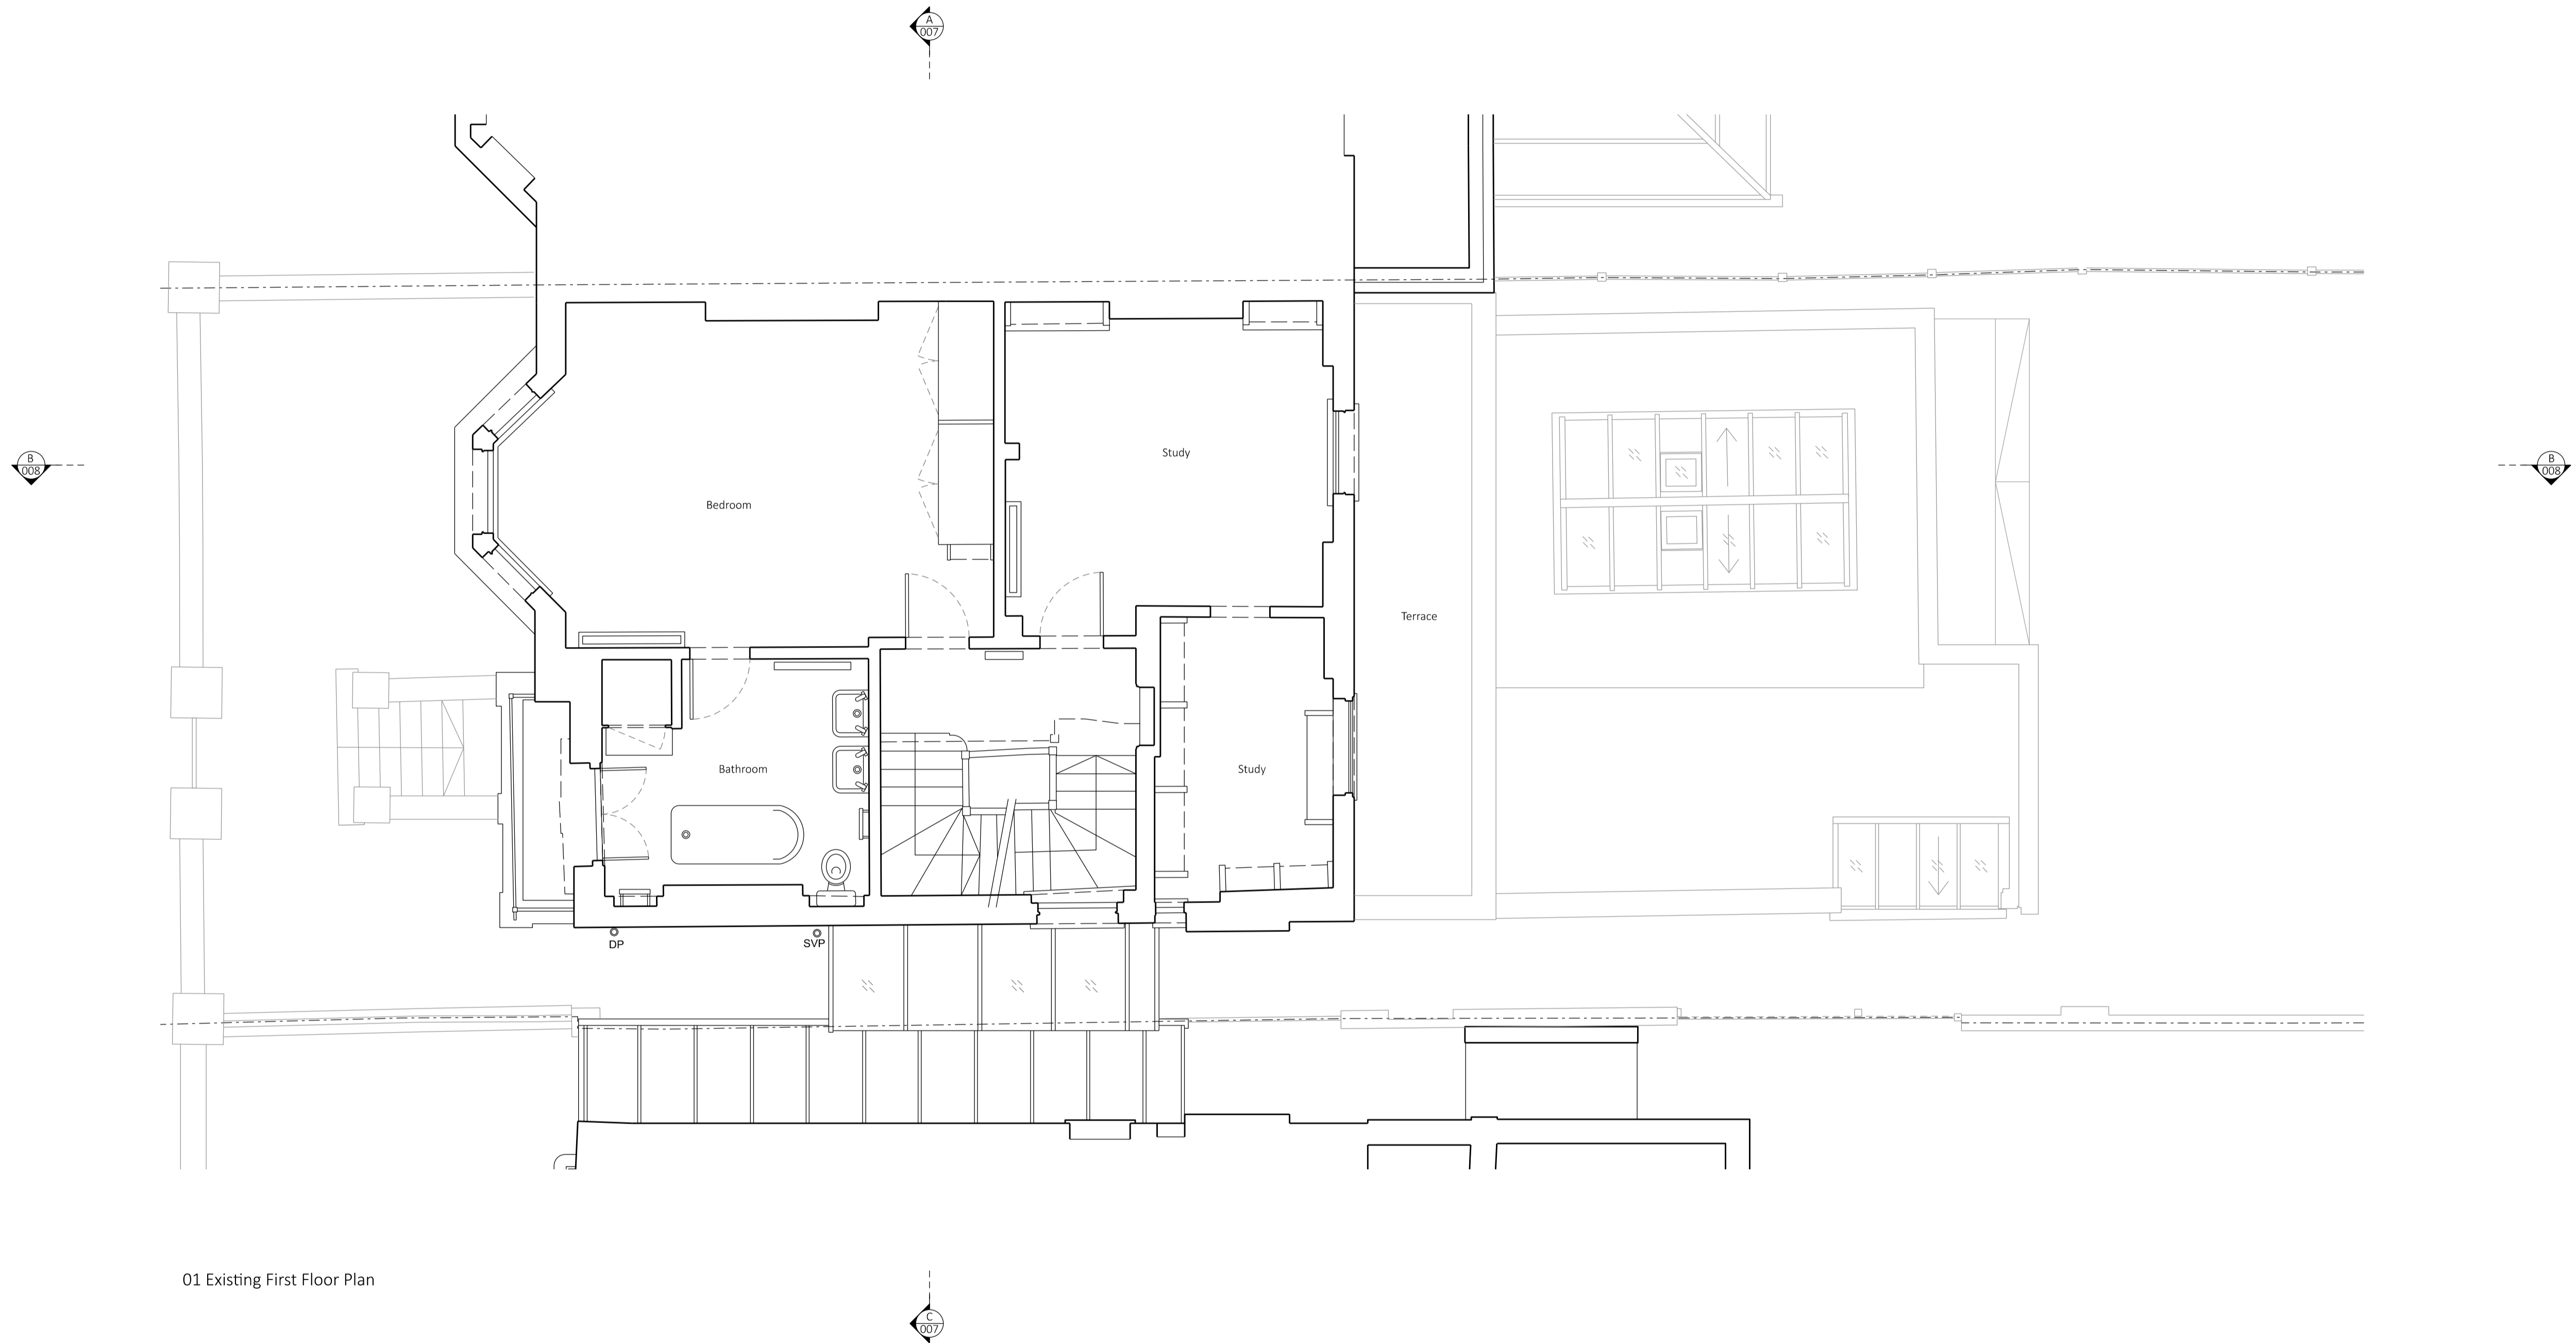 A
007
B
008
B
008
Study
Bedroom
Terrace
Bathroom
Study
DP
SVP
01 Existing First Floor Plan
C
007